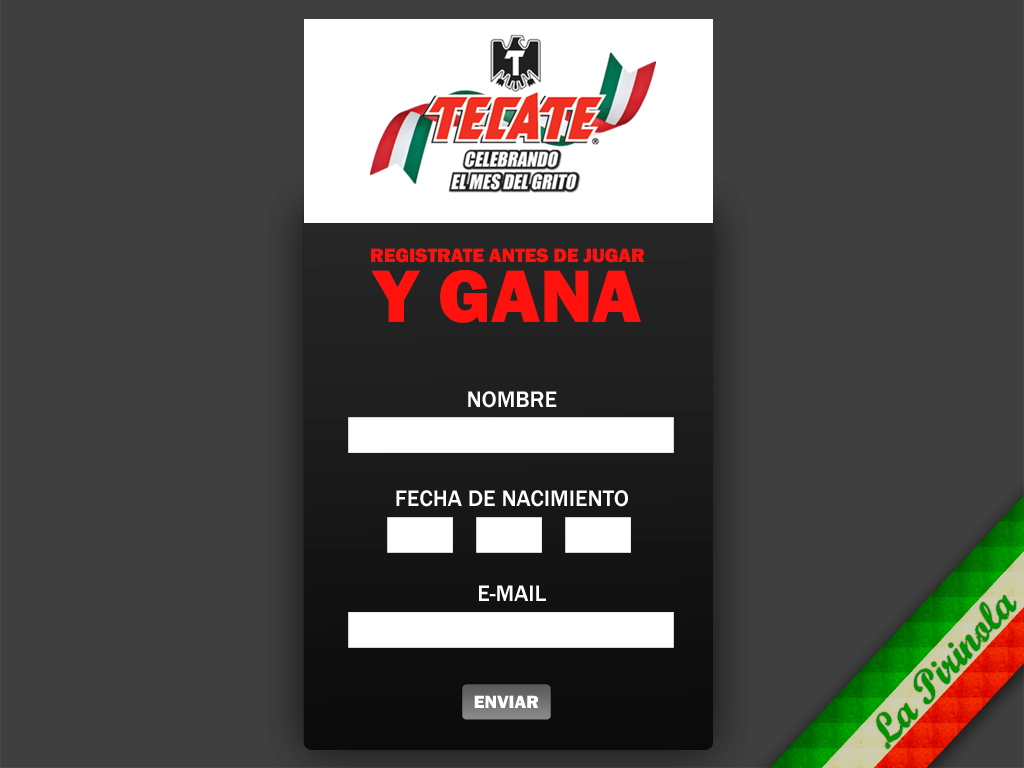 T
TECATE®
CELEBRANDO
EL MES DEL GRITO
REGISTRATE ANTES DE JUGAR
Y GANA
NOMBRE
FECHA DE NACIMIENTO
E-MAIL
ENVIAR
La Pirinola